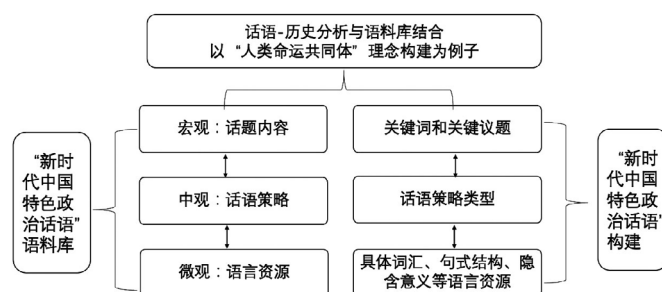 话语-历史分析与语料库结合
以“人类命运共同体”理念构建为例子
宏观：话题内容
关键词和关键议题
“新时
代中国
特色政
治话语”
语料库
中观：话语策略
话语策略类型
“新时
代中国
特色政
治话语”
构建
微观：语言资源
具体词汇、句式结构、隐
含意义等语言资源